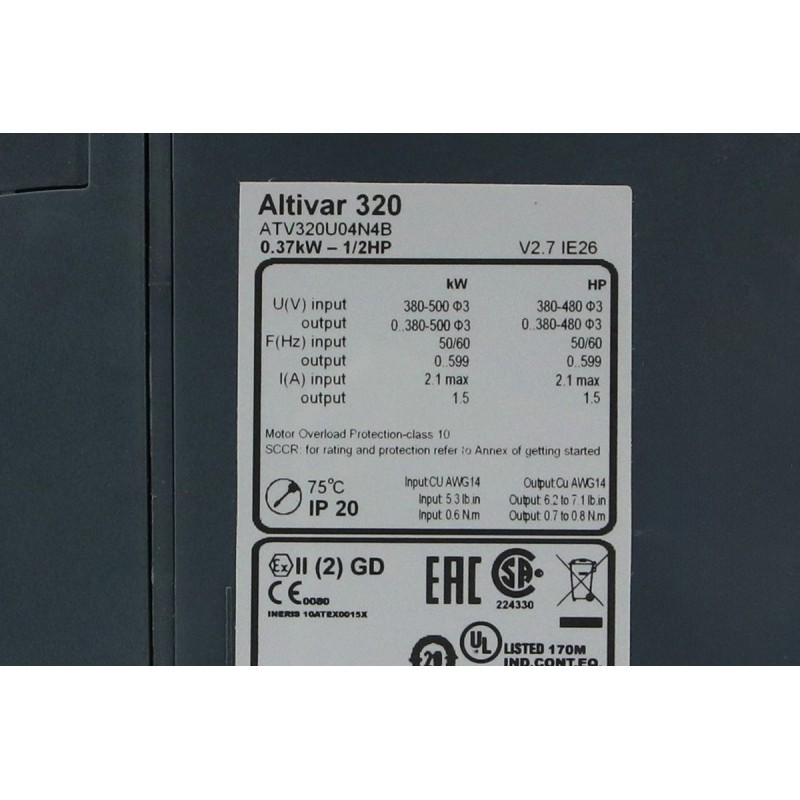 Altivar 320
ATV320U04N4B
0.37kW – 1/2HP V2.7 IE26
kW HP
U(V) input 380-500 Φ3 380-480 Φ3
output 0..380-500 Φ3 0..380-480 Φ3
F(Hz) input 50/60 50/60
output 0..599 0..599
I(A) input 2.1 max 2.1 max
output 1.5 1.5
Motor Overload Protection-class 10
SCCR: for rating and protection refer to Annex of getting started
75°C Input:CU AWG14 Output:Cu AWG14
IP 20 Input: 5.3 lb.in Output: 6.2 to 7.1 lb.in
Input: 0.6 N.m Output: 0.7 to 0.8 N.m
Ex II (2) GD EAC SA
CE 0080 224330
INERIS 10ATEX0015X
20 UL LISTED 170M
IND.CONT.EQ